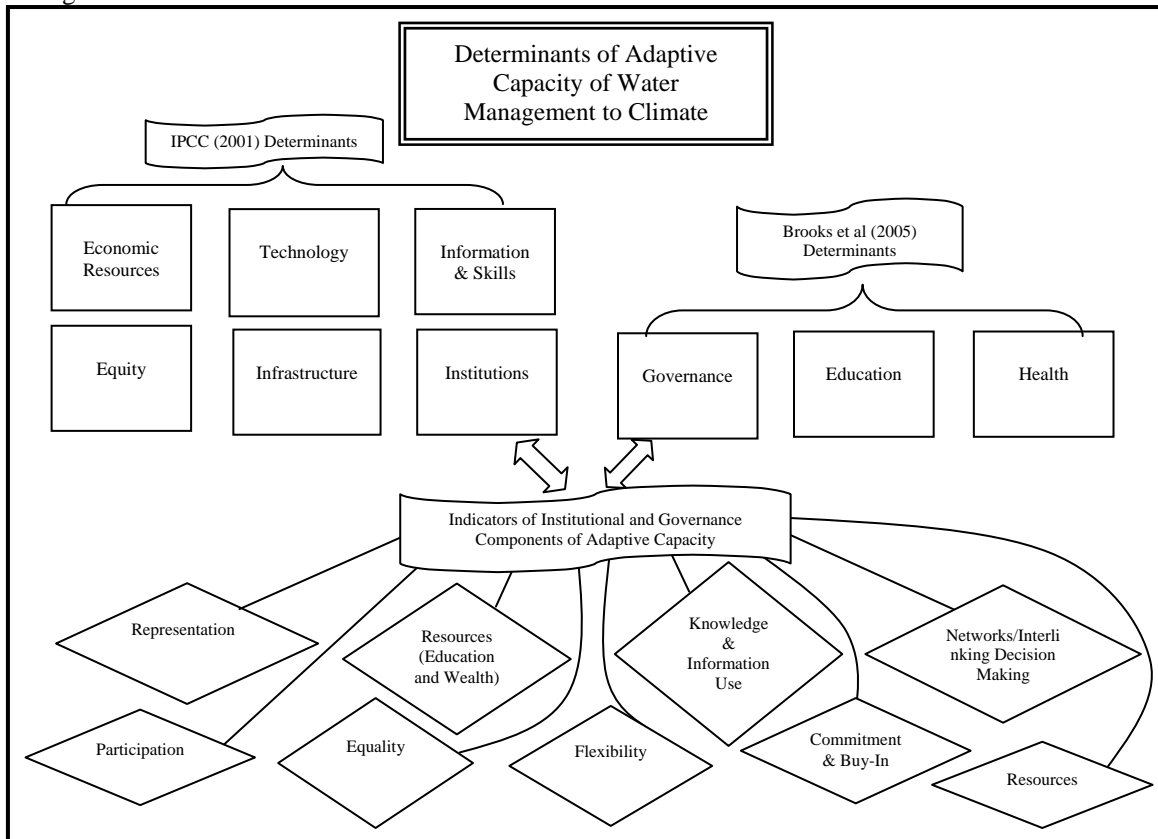 Determinants of Adaptive
Capacity of Water
Management to Climate
IPCC (2001) Determinants
Economic
Resources
Technology
Information
& Skills
Brooks et al (2005)
Determinants
Equity
Infrastructure
Institutions
Governance
Education
Health
Indicators of Institutional and Governance
Components of Adaptive Capacity
Representation
Resources
(Education
and Wealth)
Knowledge
&
Information
Use
Networks/Interli
nking Decision
Making
Participation
Equality
Flexibility
Commitment
& Buy-In
Resources